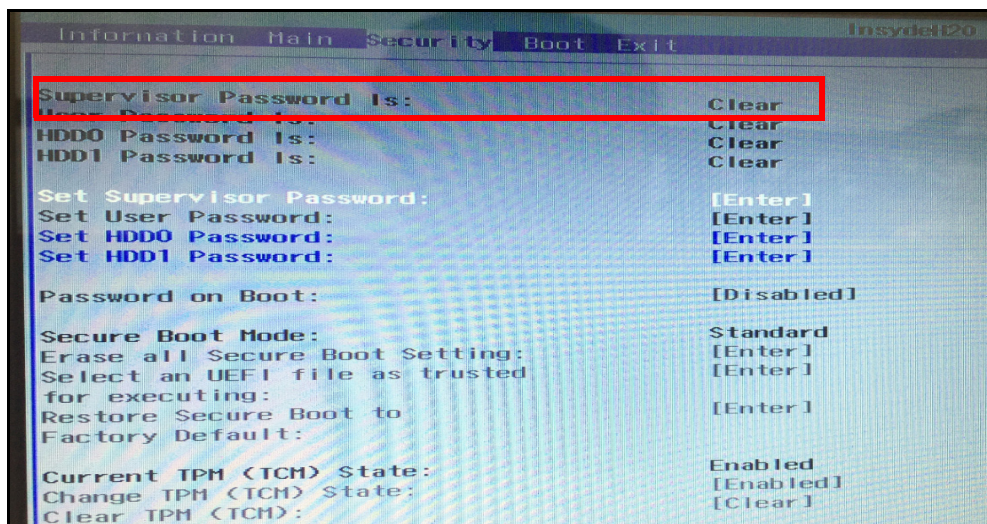 InsydeH20
Information Main Security Boot Exit
Supervisor Password Is: Clear
User Password Is: Clear
HDD0 Password Is: Clear
HDD1 Password Is: Clear
Set Supervisor Password: [Enter]
Set User Password: [Enter]
Set HDD0 Password: [Enter]
Set HDD1 Password: [Enter]
Password on Boot: [Disabled]
Secure Boot Mode: Standard
Erase all Secure Boot Setting: [Enter]
Select an UEFI file as trusted [Enter]
for executing:
Restore Secure Boot to [Enter]
Factory Default:
Current TPM (TCM) State: Enabled
Change TPM (TCM) State: [Enabled]
Clear TPM (TCM): [Clear]